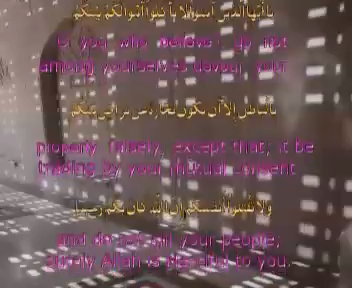 يا أيها الذين آمنوا لا تأكلوا أموالكم بينكم
O you who believe! do not
among yourselves devour your
بالباطل إلا أن تكون تجارة عن تراض منكم
property falsely, except that, it be
trading by your mutual consent
ولا تقتلوا أنفسكم إن الله كان بكم رحيما
and do not kill your people;
surely Allah is to you.